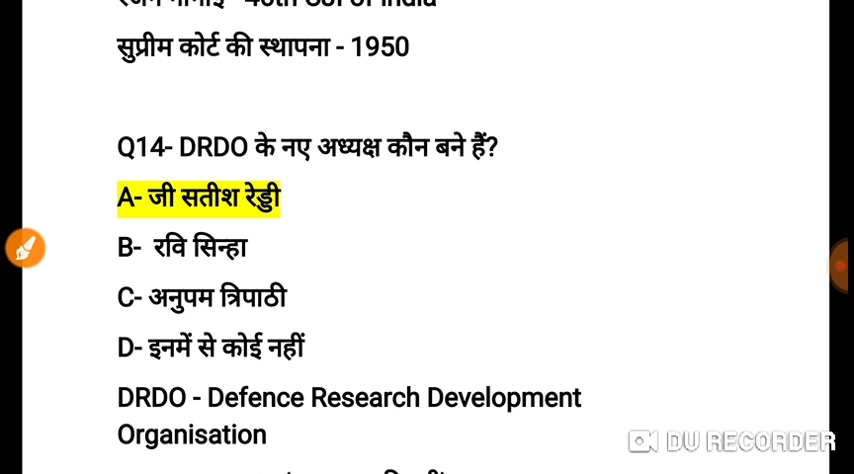 सुप्रीम कोर्ट की स्थापना - 1950
Q14- DRDO के नए अध्यक्ष कौन बने हैं?
A- जी सतीश रेड्डी
B- रवि सिन्हा
C- अनुपम त्रिपाठी
D- इनमें से कोई नहीं
DRDO - Defence Research Development
Organisation
DU RECORDER